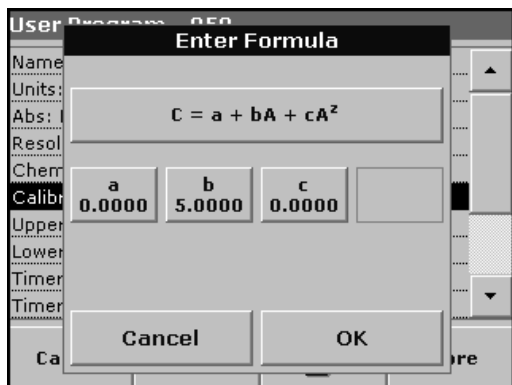 User Program 950
Enter Formula
Name
Units:
Abs:
Resol
Chem
Calibr
Upper
Lower
Timer
Timer
C = a + bA + cA²
a b c
0.0000 5.0000 0.0000
Cancel OK
Ca
ore